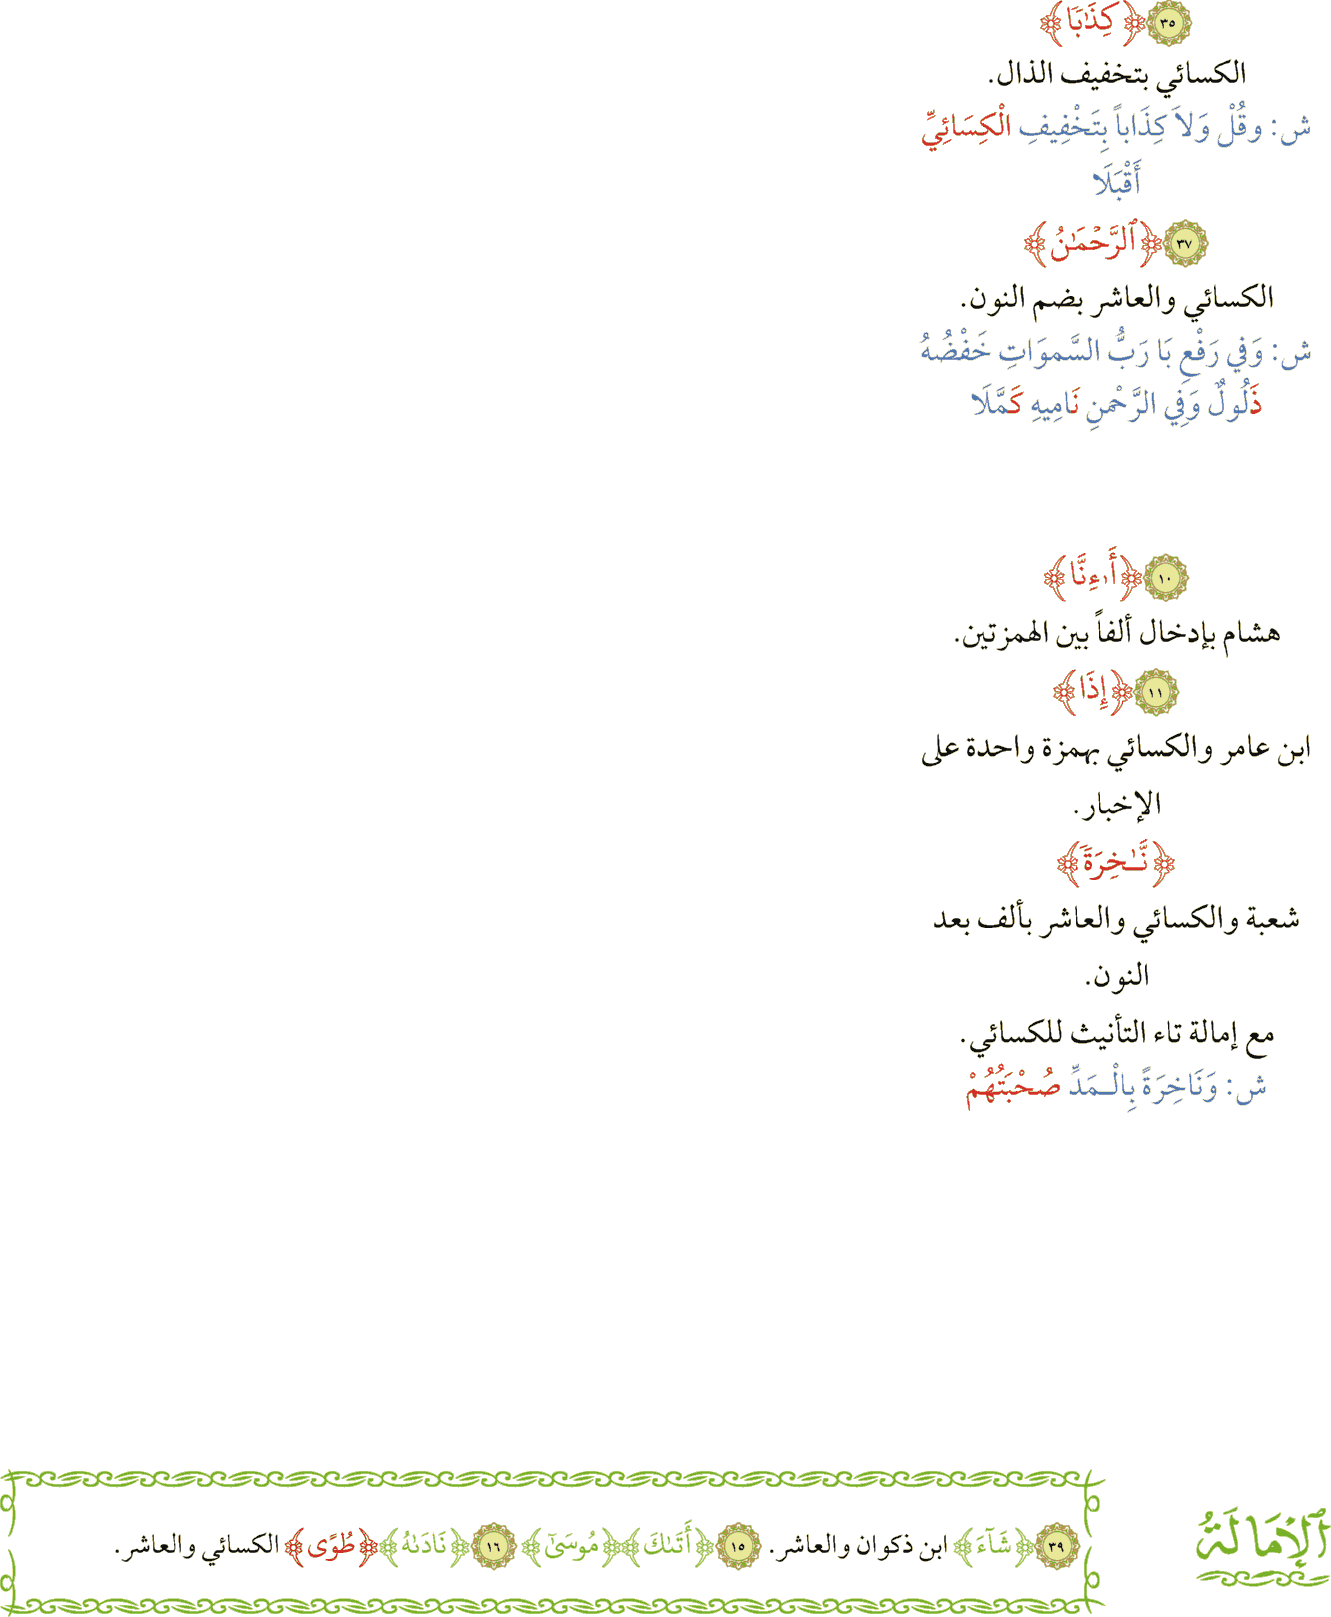 ٣٥ ﴿كِذَٰبٗا﴾
الكسائي بتخفيف الذال.
ش: وقُلْ وَلاَ كِذَاباً بِتَخْفِيفِ الْكِسَائِيِّ
أَقْبَلَا
٣٧ ﴿ٱلرَّحْمَٰنُ﴾
الكسائي والعاشر بضم النون.
ش: وَفِي رَفْعِ بَا رَبُّ السَّموَاتِ خَفْضُهُ
ذَلُولٌ وَفِي الرَّحْمنِ نَامِيهِ كَمَّلَا
١٠ ﴿أَٰ۬ءِنَّا﴾
هشام بإدخال ألفاً بين الهمزتين.
١١ ﴿إِذَا﴾
ابن عامر والكسائي بهمزة واحدة على
الإخبار.
﴿نَّٰخِرَةٗ﴾
شعبة والكسائي والعاشر بألف بعد
النون.
مع إمالة تاء التأنيث للكسائي.
ش: وَنَاخِرَةً بِالْـمَدِّ صُحْبَتُهُمْ
ٱلْإِمَالَةُ
٣٩ ﴿شَآءَ﴾ ابن ذكوان والعاشر. ١٥ ﴿أَتَىٰكَ﴾ ﴿مُوسَىٰٓ﴾ ١٦ ﴿نَادَىٰهُ﴾ ﴿طُوًى﴾ الكسائي والعاشر.